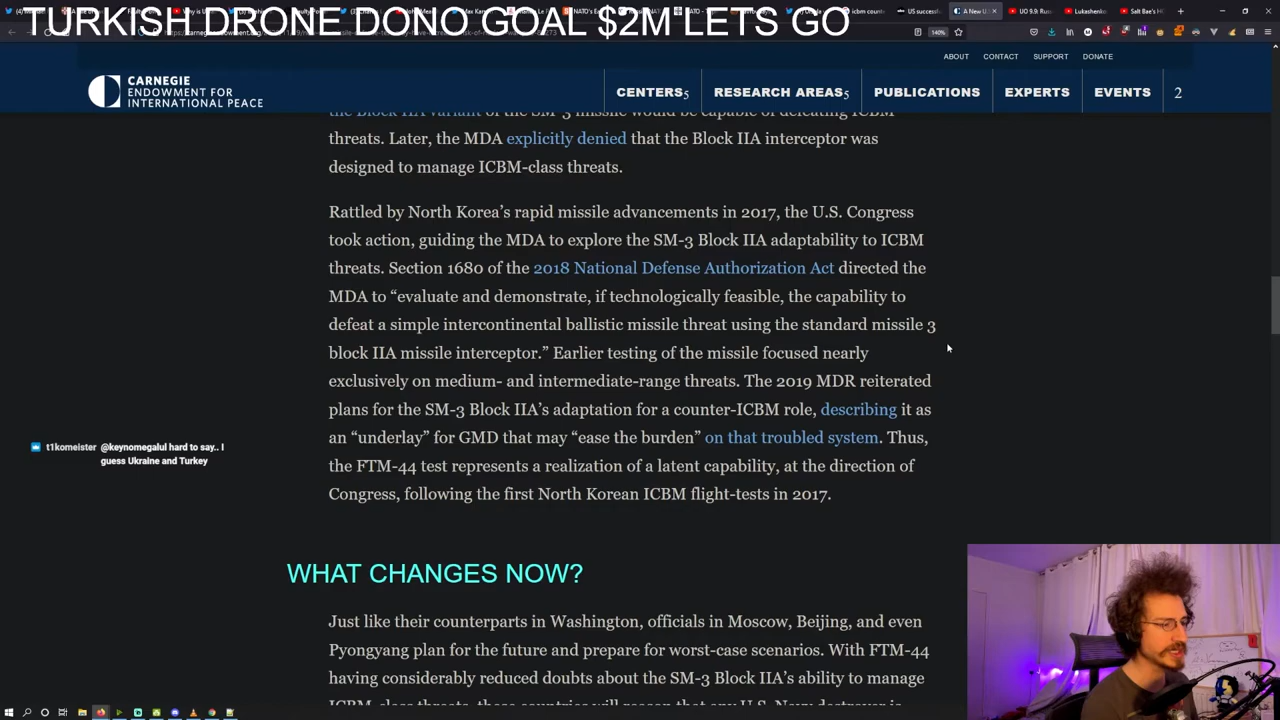 TURKISH DRONE DONO GOAL $2M LETS GO
A New U.
UO 9.9: Rus
Lukashenko
Salt Bae's H
140%
ABOUT CONTACT SUPPORT DONATE
CARNEGIE
ENDOWMENT FOR
INTERNATIONAL PEACE
CENTERS5 RESEARCH AREAS5 PUBLICATIONS EXPERTS EVENTS 2
the Block IIA variant of the SM-3 missile would be capable of defeating ICBM
threats. Later, the MDA explicitly denied that the Block IIA interceptor was
designed to manage ICBM-class threats.
Rattled by North Korea’s rapid missile advancements in 2017, the U.S. Congress
took action, guiding the MDA to explore the SM-3 Block IIA adaptability to ICBM
threats. Section 1680 of the 2018 National Defense Authorization Act directed the
MDA to “evaluate and demonstrate, if technologically feasible, the capability to
defeat a simple intercontinental ballistic missile threat using the standard missile 3
block IIA missile interceptor.” Earlier testing of the missile focused nearly
exclusively on medium- and intermediate-range threats. The 2019 MDR reiterated
plans for the SM-3 Block IIA’s adaptation for a counter-ICBM role, describing it as
an “underlay” for GMD that may “ease the burden” on that troubled system. Thus,
the FTM-44 test represents a realization of a latent capability, at the direction of
Congress, following the first North Korean ICBM flight-tests in 2017.
t1komeister @keynomegalul hard to say.. I
guess Ukraine and Turkey
WHAT CHANGES NOW?
Just like their counterparts in Washington, officials in Moscow, Beijing, and even
Pyongyang plan for the future and prepare for worst-case scenarios. With FTM-44
having considerably reduced doubts about the SM-3 Block IIA’s ability to manage
ICBM-class threats, these countries will reason that any U.S. Navy destroyer is